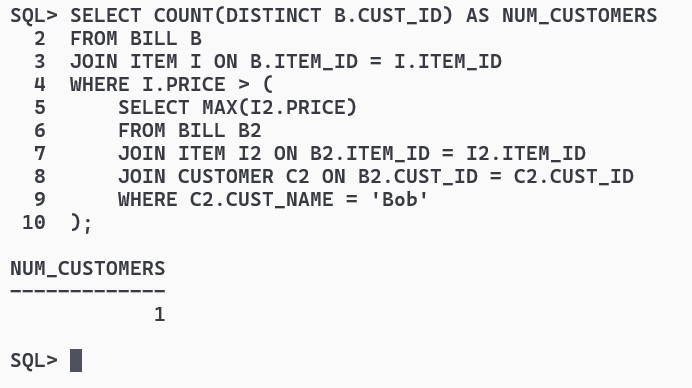 SQL> SELECT COUNT(DISTINCT B.CUST_ID) AS NUM_CUSTOMERS
  2  FROM BILL B
  3  JOIN ITEM I ON B.ITEM_ID = I.ITEM_ID
  4  WHERE I.PRICE > (
  5      SELECT MAX(I2.PRICE)
  6      FROM BILL B2
  7      JOIN ITEM I2 ON B2.ITEM_ID = I2.ITEM_ID
  8      JOIN CUSTOMER C2 ON B2.CUST_ID = C2.CUST_ID
  9      WHERE C2.CUST_NAME = 'Bob'
 10  );
NUM_CUSTOMERS
-------------
            1
SQL>